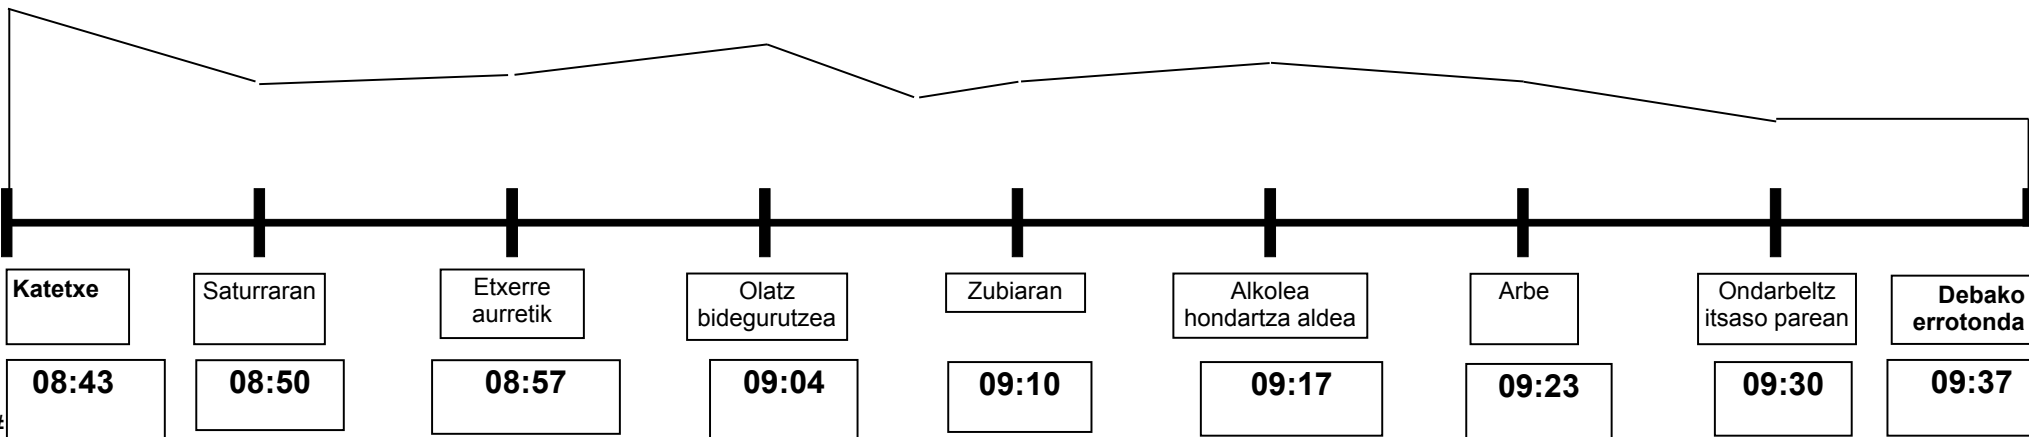 Katetxe
Saturraran
Etxerre
aurretik
Olatz
bidegurutzea
Zubiaran
Alkolea
hondartza aldea
Arbe
Ondarbeltz
itsaso parean
Debako
errotonda
08:43
08:50
08:57
09:04
09:10
09:17
09:23
09:30
09:37